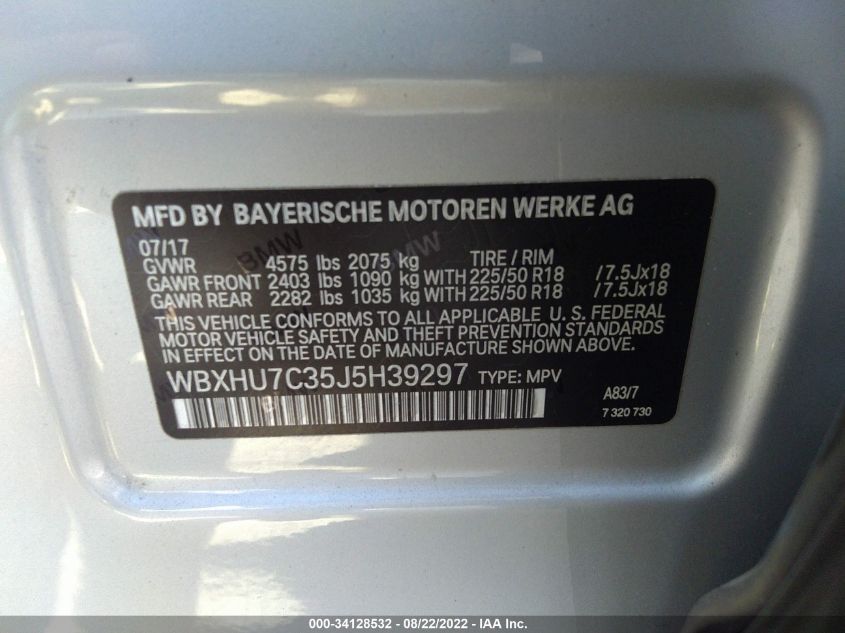 MFD BY BAYERISCHE MOTOREN WERKE AG
07/17
GVWR 4575 lbs 2075 kg TIRE / RIM
GAWR FRONT 2403 lbs 1090 kg WITH 225/50 R18 /7.5Jx18
GAWR REAR 2282 lbs 1035 kg WITH 225/50 R18 /7.5Jx18
THIS VEHICLE CONFORMS TO ALL APPLICABLE U. S. FEDERAL
MOTOR VEHICLE SAFETY AND THEFT PREVENTION STANDARDS
IN EFFECT ON THE DATE OF MANUFACTURE SHOWN ABOVE.
WBXHU7C35J5H39297 TYPE: MPV
A83/7
7 320 730
000-34128532 - 08/22/2022 - IAA Inc.